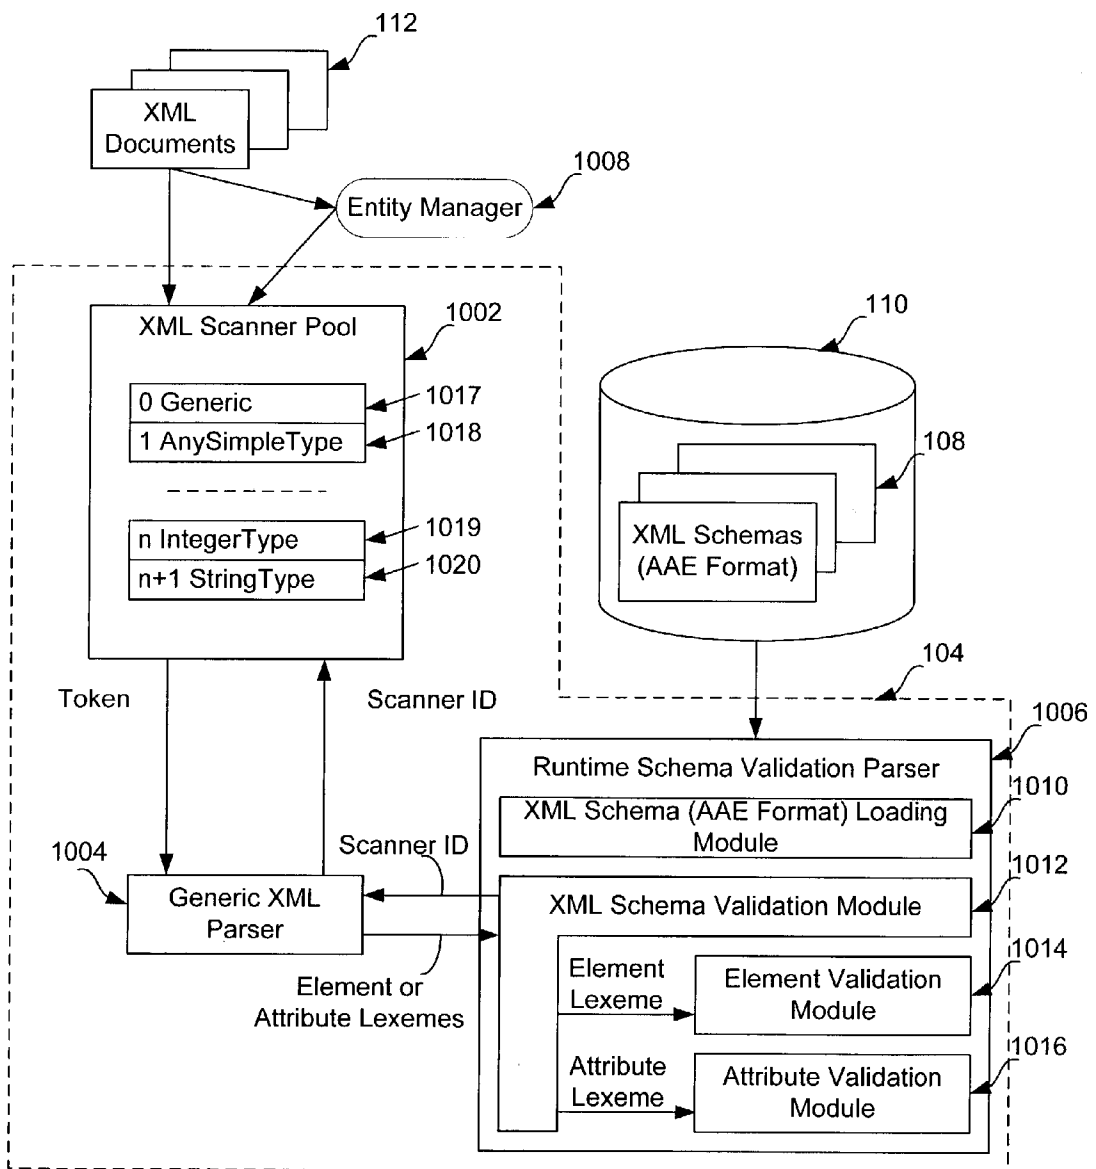 112
XML
Documents
1008
Entity Manager
XML Scanner Pool
1002
110
0 Generic
1017
1 AnySimpleType
1018
108
n IntegerType
1019
XML Schemas
(AAE Format)
n+1 StringType
1020
Token
Scanner ID
104
1006
Runtime Schema Validation Parser
1010
XML Schema (AAE Format) Loading
Module
Scanner ID
1004
1012
Generic XML
Parser
XML Schema Validation Module
1014
Element
Lexeme
Element Validation
Module
Element or
Attribute Lexemes
1016
Attribute
Lexeme
Attribute Validation
Module